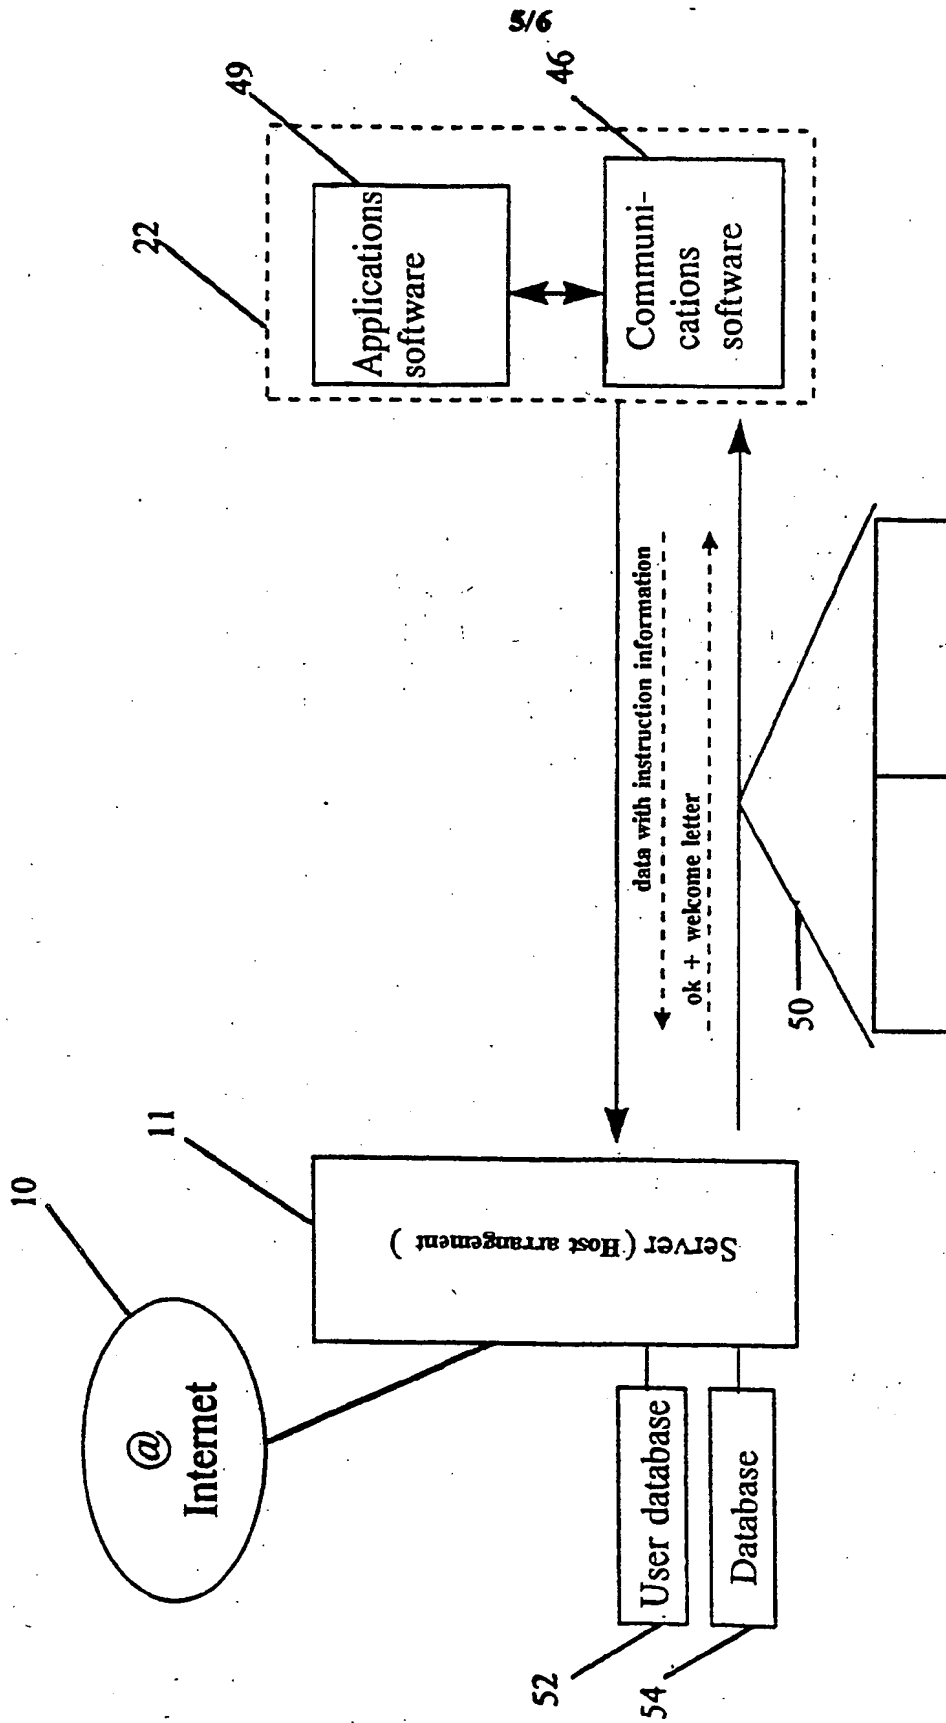 5/6
10
@
Internet
11
Server (Host arrangement )
52
User database
54
Database
22
49
Applications
software
46
Communi-
cations
software
data with instruction information
ok + welcome letter
50